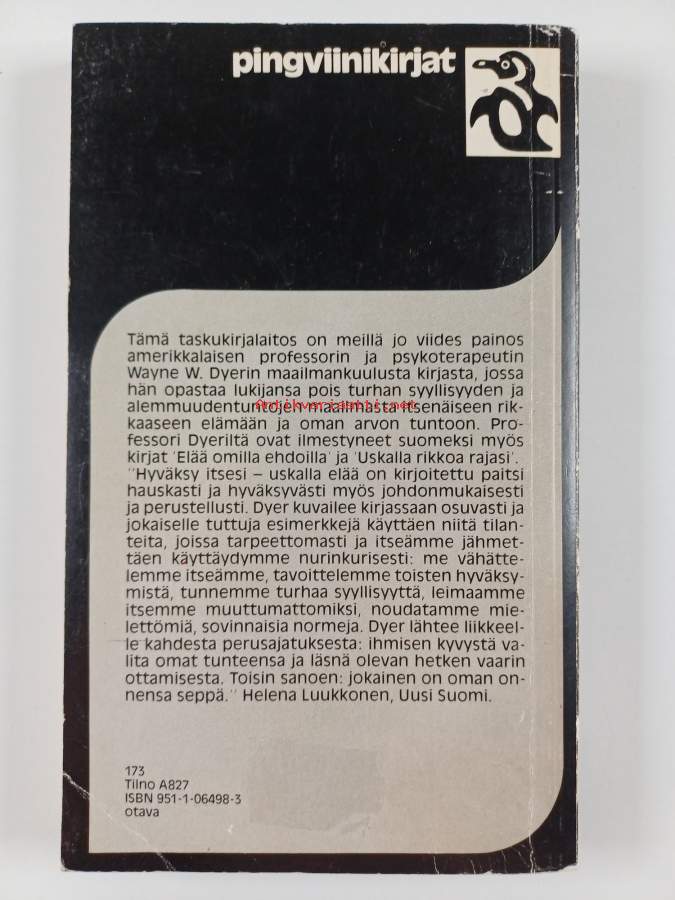 pingviinikirjat
Tämä taskukirjalaitos on meillä jo viides painos
amerikkalaisen professorin ja psykoterapeutin
Wayne W. Dyerin maailmankuulusta kirjasta, jossa
hän opastaa lukijansa pois turhan syyllisyyden ja
alemmuudentuntojen maailmasta itsenäiseen rik-
Antikvariaatti.net
kaaseen elämään ja oman arvon tuntoon. Pro-
fessori Dyeriltä ovat ilmestyneet suomeksi myös
kirjat 'Elää omilla ehdoilla' ja 'Uskalla rikkoa rajasi'.
"Hyväksy itsesi – uskalla elää on kirjoitettu paitsi
hauskasti ja hyväksyvästi myös johdonmukaisesti
ja perustellusti. Dyer kuvailee kirjassaan osuvasti ja
jokaiselle tuttuja esimerkkejä käyttäen niitä tilan-
teita, joissa tarpeettomasti ja itseämme jähmet-
täen käyttäydymme nurinkurisesti: me vähätte-
lemme itseämme, tavoittelemme toisten hyväksy-
mistä, tunnemme turhaa syyllisyyttä, leimaamme
itsemme muuttumattomiksi, noudatamme mie-
lettömiä, sovinnaisia normeja. Dyer lähtee liikkeel-
le kahdesta perusajatuksesta: ihmisen kyvystä va-
lita omat tunteensa ja läsnä olevan hetken vaarin
ottamisesta. Toisin sanoen: jokainen on oman on-
nensa seppä." Helena Luukkonen, Uusi Suomi.
173
Tilno A827
ISBN 951-1-06498-3
otava